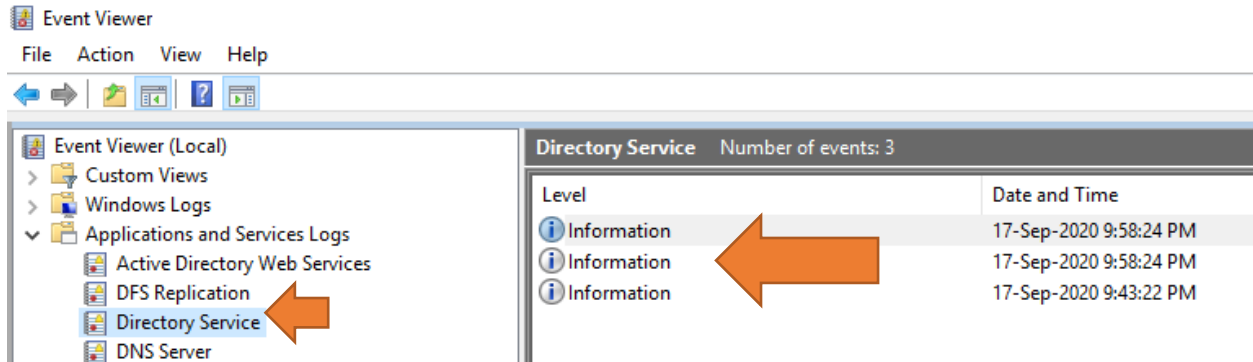 Event Viewer
File Action View Help
Event Viewer (Local)
Custom Views
Windows Logs
Applications and Services Logs
Active Directory Web Services
DFS Replication
Directory Service
DNS Server
Directory Service Number of events: 3
Level Date and Time
Information 17-Sep-2020 9:58:24 PM
Information 17-Sep-2020 9:58:24 PM
Information 17-Sep-2020 9:43:22 PM